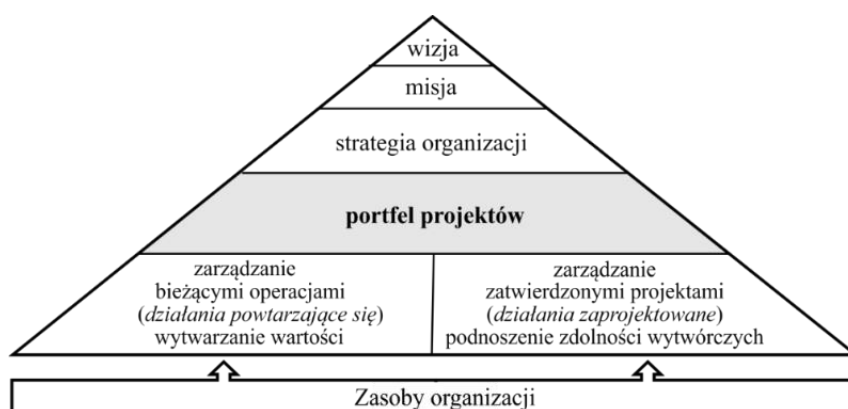 wizja
misja
strategia organizacji
portfel projektów
zarządzanie
bieżącymi operacjami
(działania powtarzające się)
wytwarzanie wartości
zarządzanie
zatwierdzonymi projektami
(działania zaprojektowane)
podnoszenie zdolności wytwórczych
Zasoby organizacji